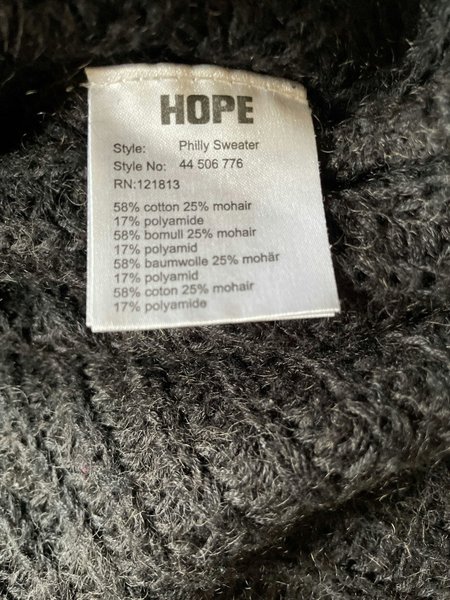 HOPE
Style: Philly Sweater
Style No: 44 506 776
RN:121813
58% cotton 25% mohair
17% polyamide
58% bomull 25% mohair
17% polyamid
58% baumwolle 25% mohär
17% polyamid
58% coton 25% mohair
17% polyamide